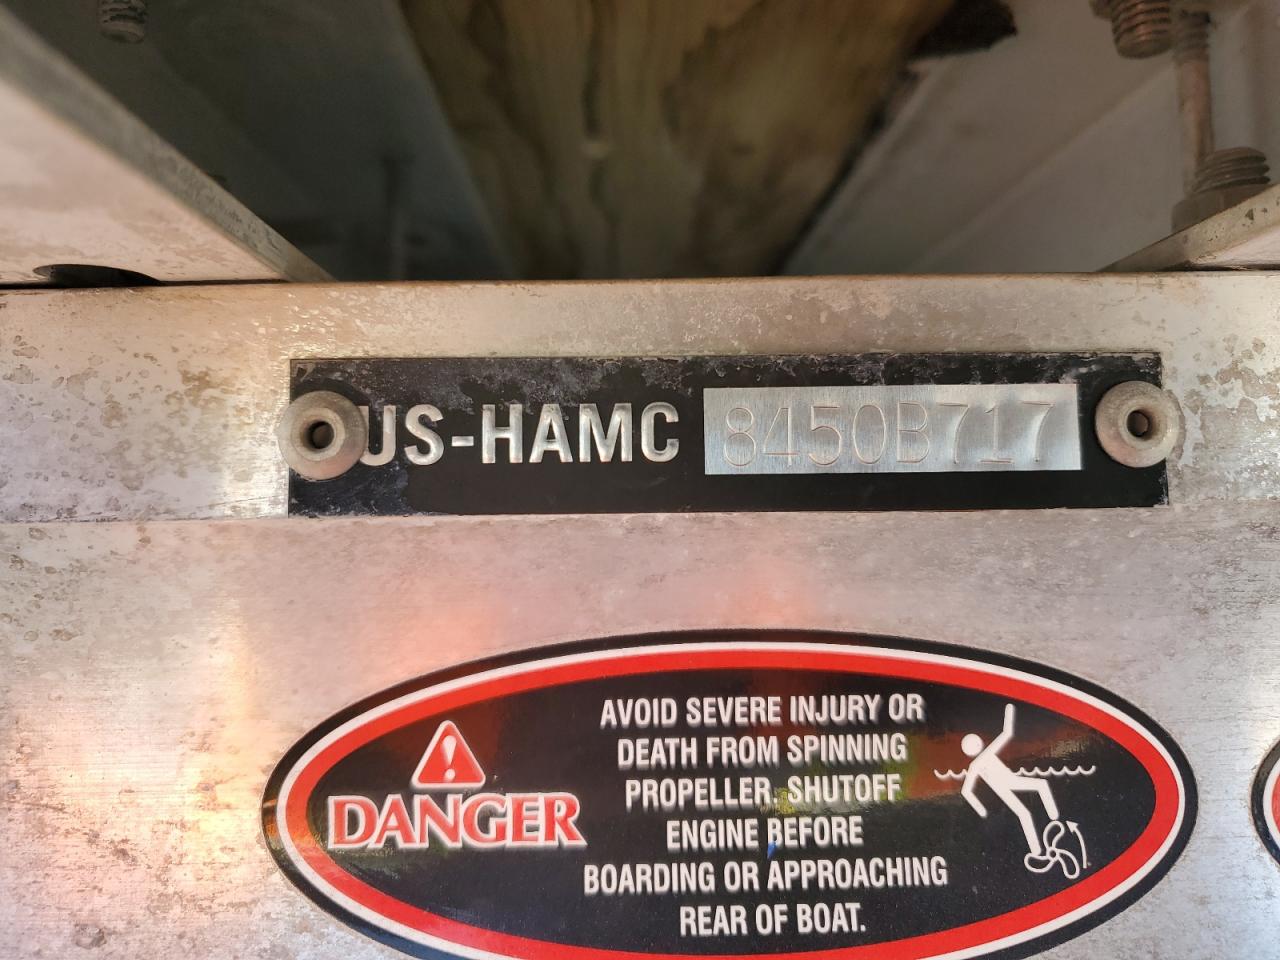 US-HAMC 8450B717
AVOID SEVERE INJURY OR
DEATH FROM SPINNING
PROPELLER. SHUTOFF
ENGINE BEFORE
BOARDING OR APPROACHING
REAR OF BOAT.
DANGER